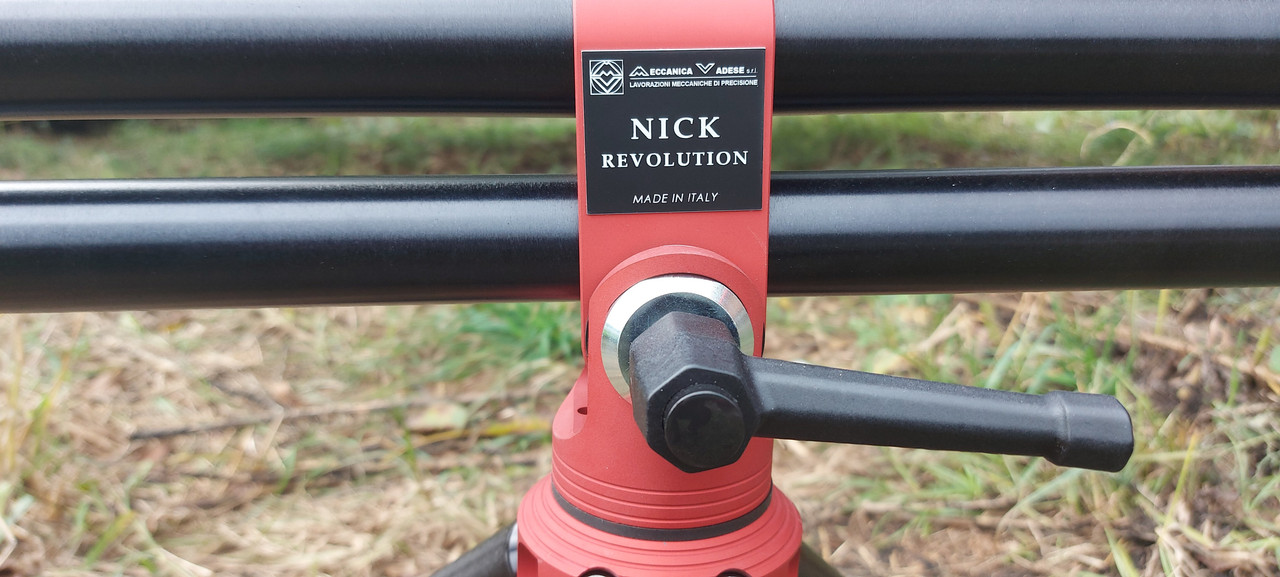 MECCANICA VADESE s.r.l.
LAVORAZIONI MECCANICHE DI PRECISIONE
NICK
REVOLUTION
MADE IN ITALY